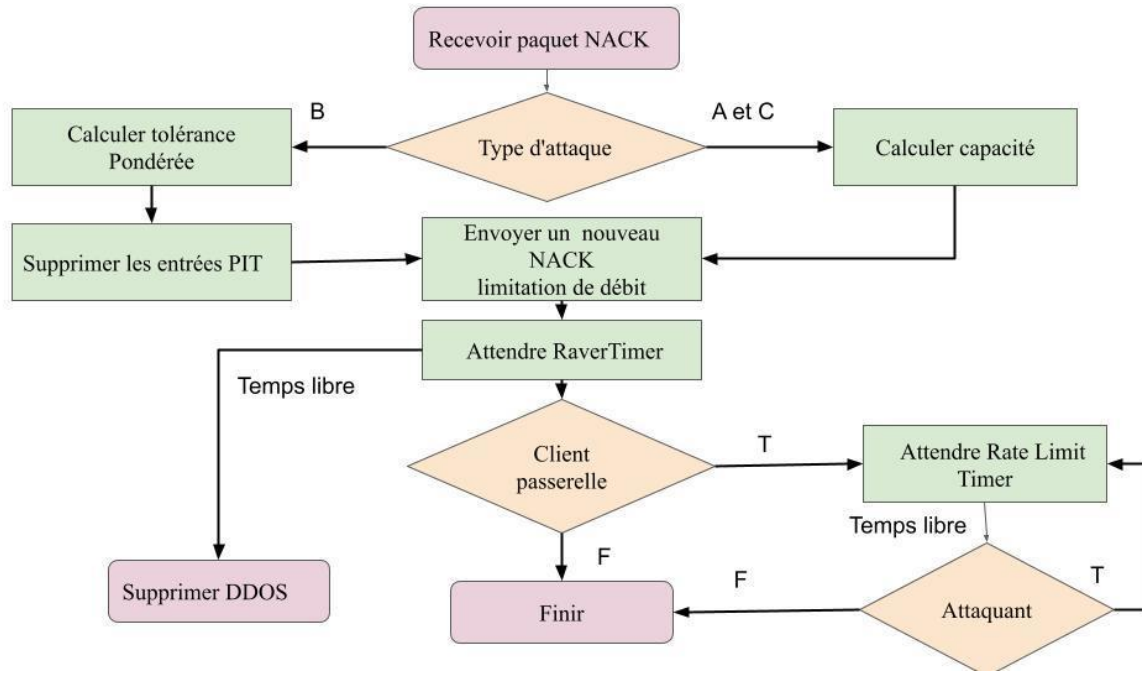 Recevoir paquet NACK
B
A et C
Calculer tolérance
Pondérée
Type d'attaque
Calculer capacité
Supprimer les entrées PIT
Envoyer un nouveau
NACK
limitation de débit
Attendre RaverTimer
Temps libre
Client
passerelle
T
Attendre Rate Limit
Timer
Temps libre
F
F
T
Supprimer DDOS
Finir
Attaquant